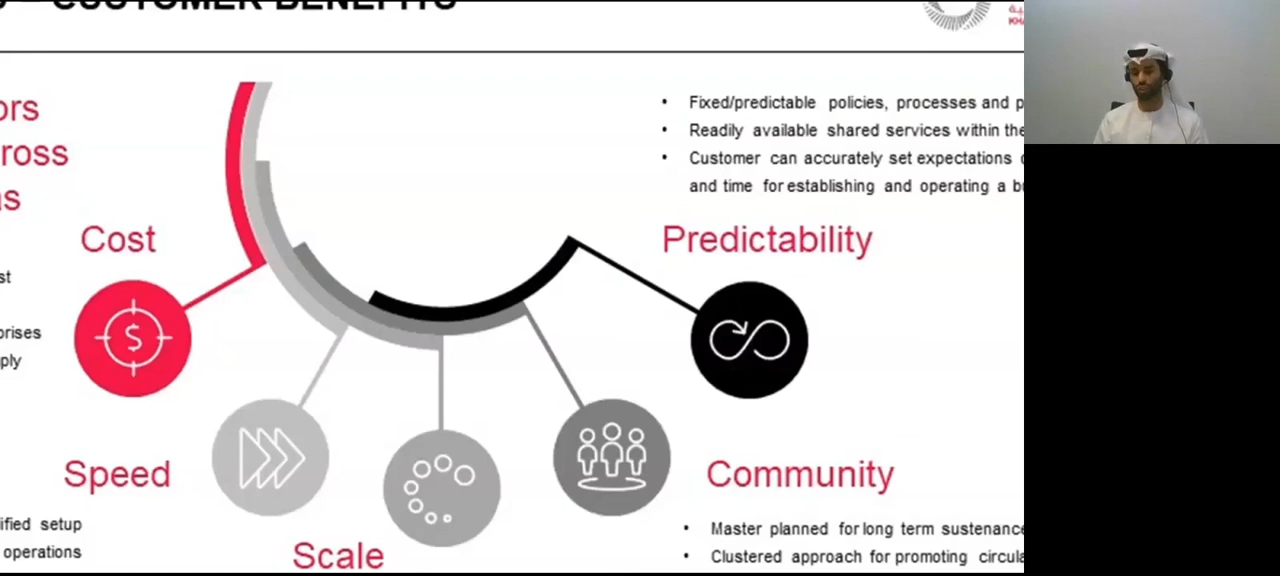 CUSTOMER BENEFITS
ors
ross
Cost
st
prises
ply
Speed
ified setup
operations
Scale
• Fixed/predictable policies, processes and p
• Readily available shared services within the
• Customer can accurately set expectations
and time for establishing and operating a b
Predictability
Community
• Master planned for long term sustenance
• Clustered approach for promoting circula
$